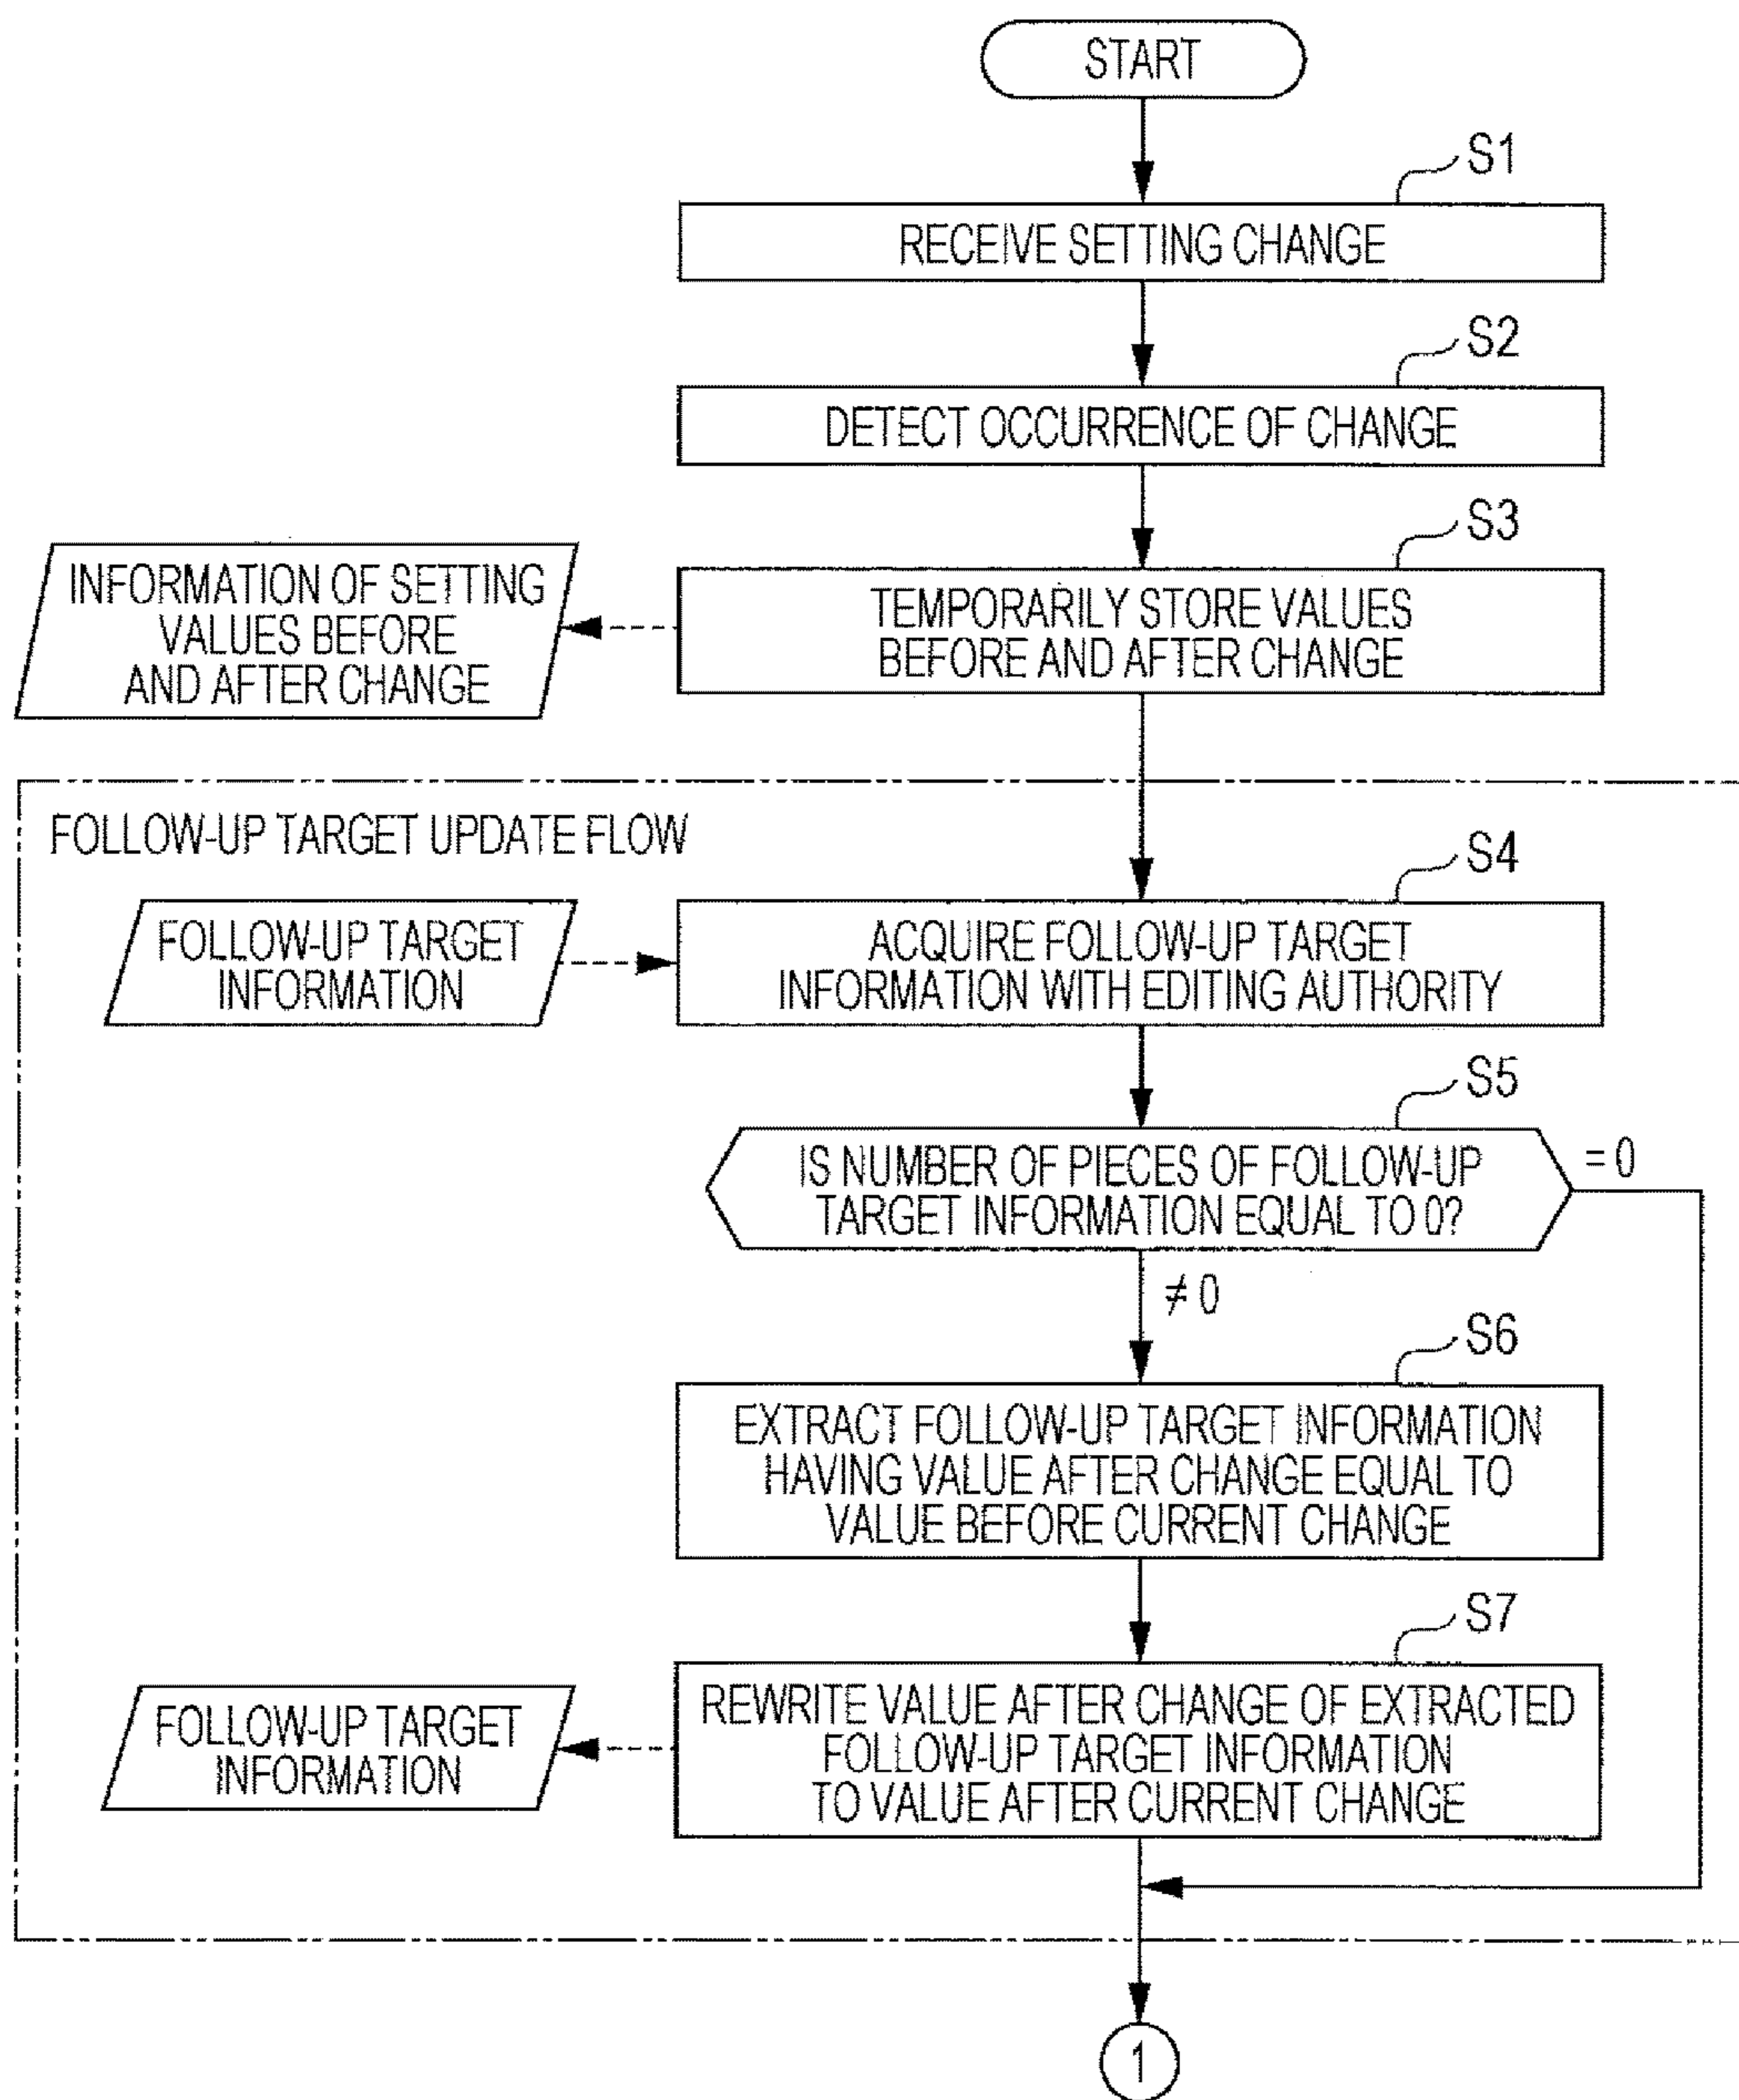 START
S1
RECEIVE SETTING CHANGE
S2
DETECT OCCURRENCE OF CHANGE
S3
TEMPORARILY STORE VALUES
BEFORE AND AFTER CHANGE
INFORMATION OF SETTING
VALUES BEFORE
AND AFTER CHANGE
FOLLOW-UP TARGET UPDATE FLOW
S4
FOLLOW-UP TARGET
INFORMATION
ACQUIRE FOLLOW-UP TARGET
INFORMATION WITH EDITING AUTHORITY
S5
IS NUMBER OF PIECES OF FOLLOW-UP
TARGET INFORMATION EQUAL TO 0?
= 0
≠ 0
S6
EXTRACT FOLLOW-UP TARGET INFORMATION
HAVING VALUE AFTER CHANGE EQUAL TO
VALUE BEFORE CURRENT CHANGE
S7
REWRITE VALUE AFTER CHANGE OF EXTRACTED
FOLLOW-UP TARGET INFORMATION
TO VALUE AFTER CURRENT CHANGE
FOLLOW-UP TARGET
INFORMATION
1